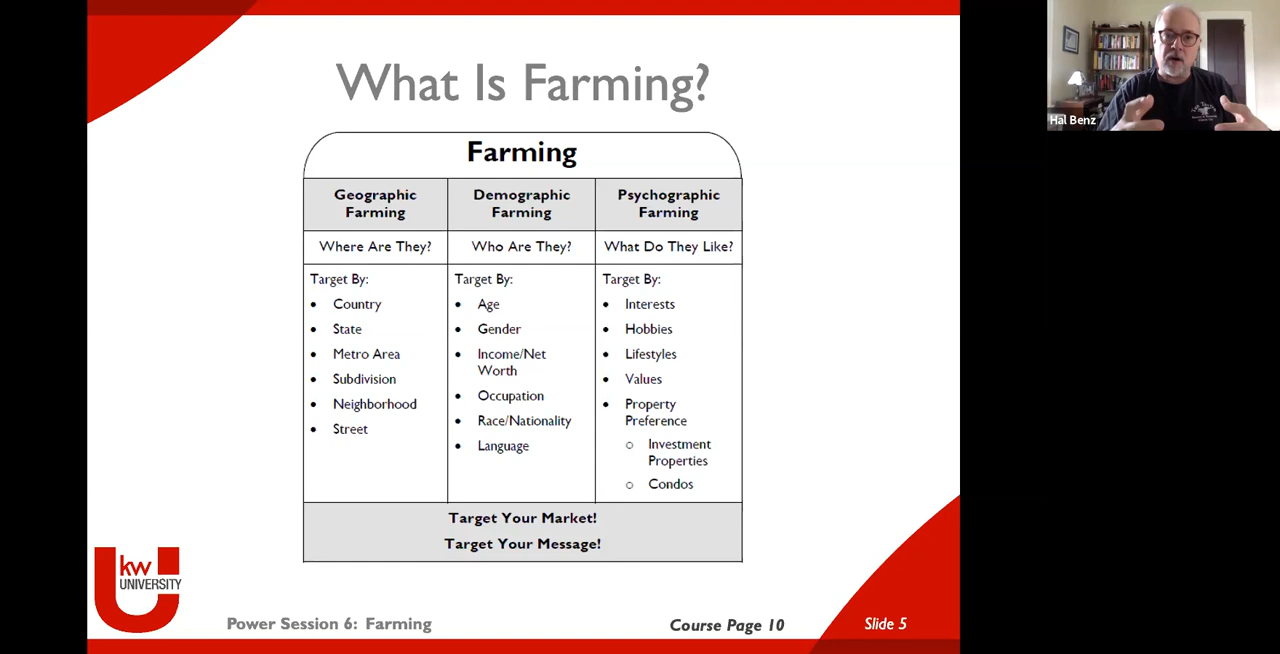 What Is Farming?
Farming
Geographic
Farming
Demographic
Farming
Psychographic
Farming
Where Are They?
Who Are They?
What Do They Like?
Target By:
• Country
• State
• Metro Area
• Subdivision
• Neighborhood
• Street
Target By:
• Age
• Gender
• Income/Net
Worth
• Occupation
• Race/Nationality
• Language
Target By:
• Interests
• Hobbies
• Lifestyles
• Values
• Property
Preference
o Investment
Properties
o Condos
Target Your Market!
Target Your Message!
kw
UNIVERSITY
Power Session 6: Farming
Course Page 10
Slide 5
Hal Benz